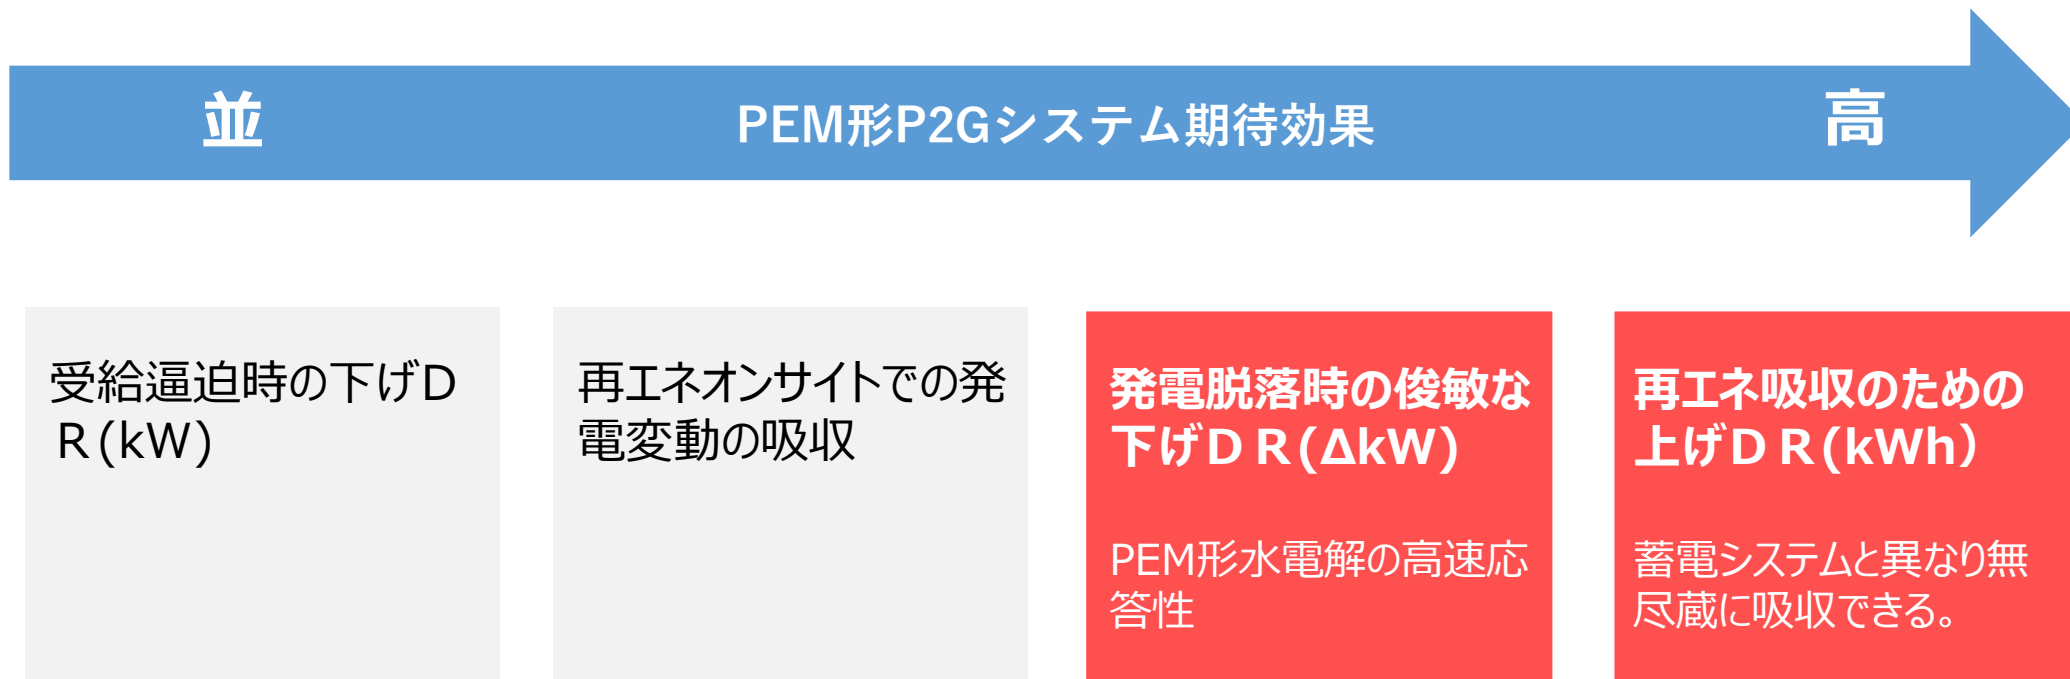 並
PEM形P2Gシステム期待効果
高
受給逼迫時の下げＤ
Ｒ(kW)
再エネオンサイトでの発
電変動の吸収
発電脱落時の俊敏な
下げＤＲ(ΔkW)
PEM形水電解の高速応
答性
再エネ吸収のための
上げＤＲ(kWh）
蓄電システムと異なり無
尽蔵に吸収できる。